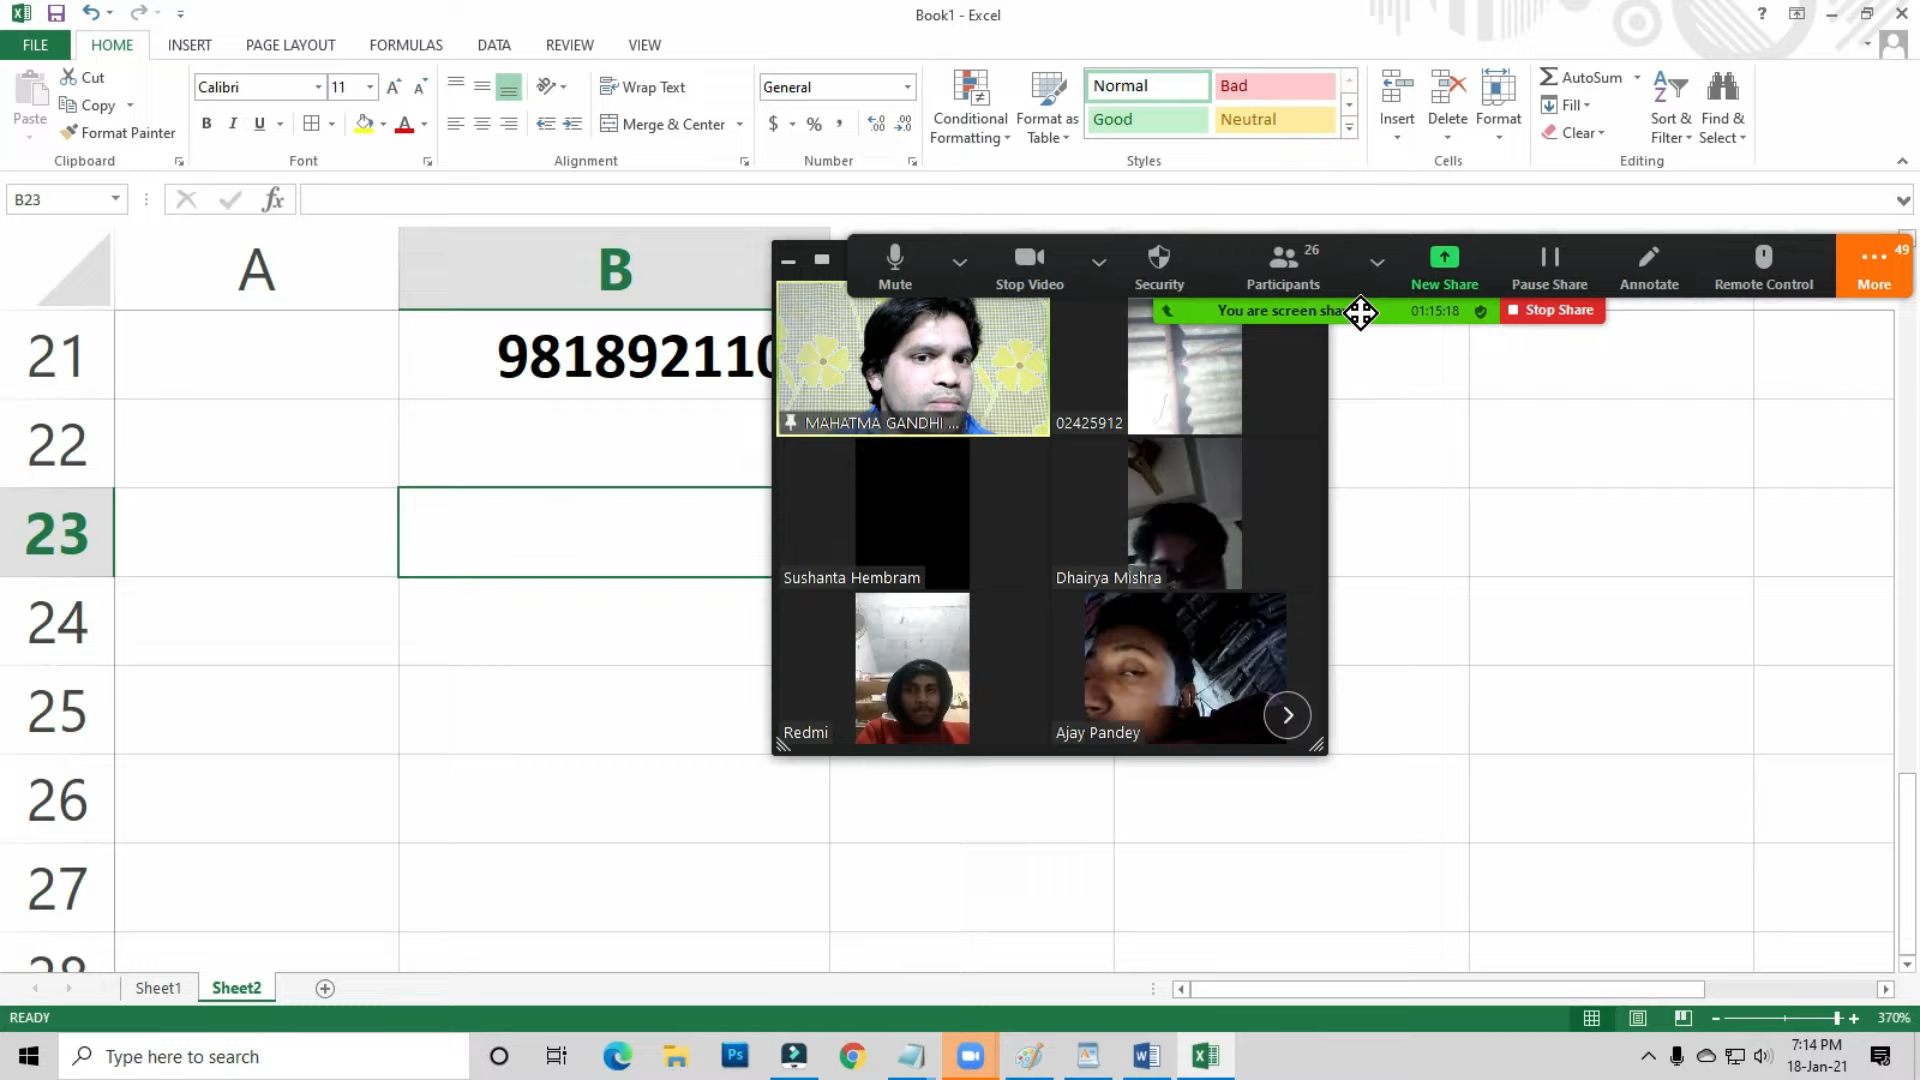 Book1 - Excel
?
FILE HOME INSERT PAGE LAYOUT FORMULAS DATA REVIEW VIEW
Paste
Cut
Copy
Format Painter
Clipboard
Calibri 11
B I U
Font
Wrap Text
Merge & Center
Alignment
General
$ % ,
Number
Conditional
Formatting
Format as
Table
Normal Bad
Good Neutral
Styles
Insert Delete Format
Cells
AutoSum
Fill
Clear
Sort &
Filter
Find &
Select
Editing
B23
fx
A B
Mute
Stop Video
Security
26
Participants
New Share
Pause Share
Annotate
Remote Control
49
More
You are screen sha
01:15:18
Stop Share
21 981892110
22
23
24
25
26
27
28
MAHATMA GANDHI ...
02425912
Sushanta Hembram
Dhairya Mishra
Redmi
Ajay Pandey
Sheet1 Sheet2
READY
370%
Type here to search
Ps
7:14 PM
18-Jan-21